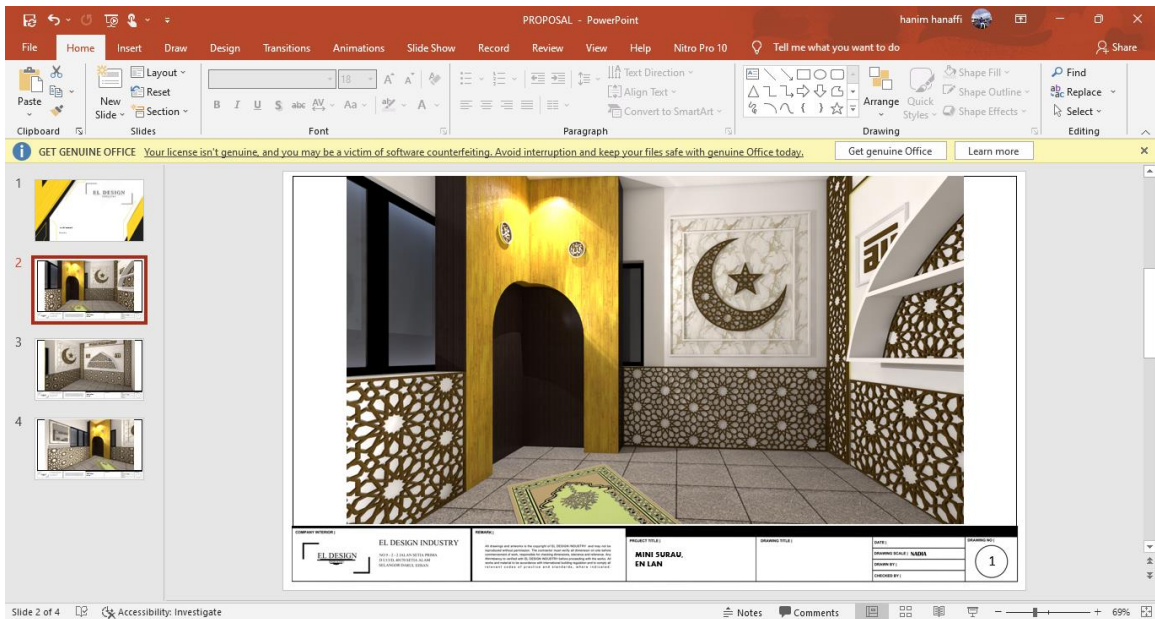 PROPOSAL - PowerPoint
hanim hanaffi
File Home Insert Draw Design Transitions Animations Slide Show Record Review View Help Nitro Pro 10 Tell me what you want to do Share
Paste
New Slide
Layout
Reset
Section
18
B I U S abc AV Aa A
Text Direction
Align Text
Convert to SmartArt
Arrange
Quick Styles
Shape Fill
Shape Outline
Shape Effects
Find
Replace
Select
Clipboard Slides Font Paragraph Drawing Editing
GET GENUINE OFFICE Your license isn't genuine, and you may be a victim of software counterfeiting. Avoid interruption and keep your files safe with genuine Office today. Get genuine Office Learn more
1
EL DESIGN
2
3
4
COMPANY INTERIOR |
EL DESIGN
EL DESIGN INDUSTRY
REMARK |
PROJECT TITLE |
MINI SURAU,
EN LAN
DRAWING TITLE |
DATE |
DRAWING SCALE | NADIA
DRAWN BY |
CHECKED BY |
DRAWING NO |
1
Slide 2 of 4 Accessibility: Investigate Notes Comments 69%